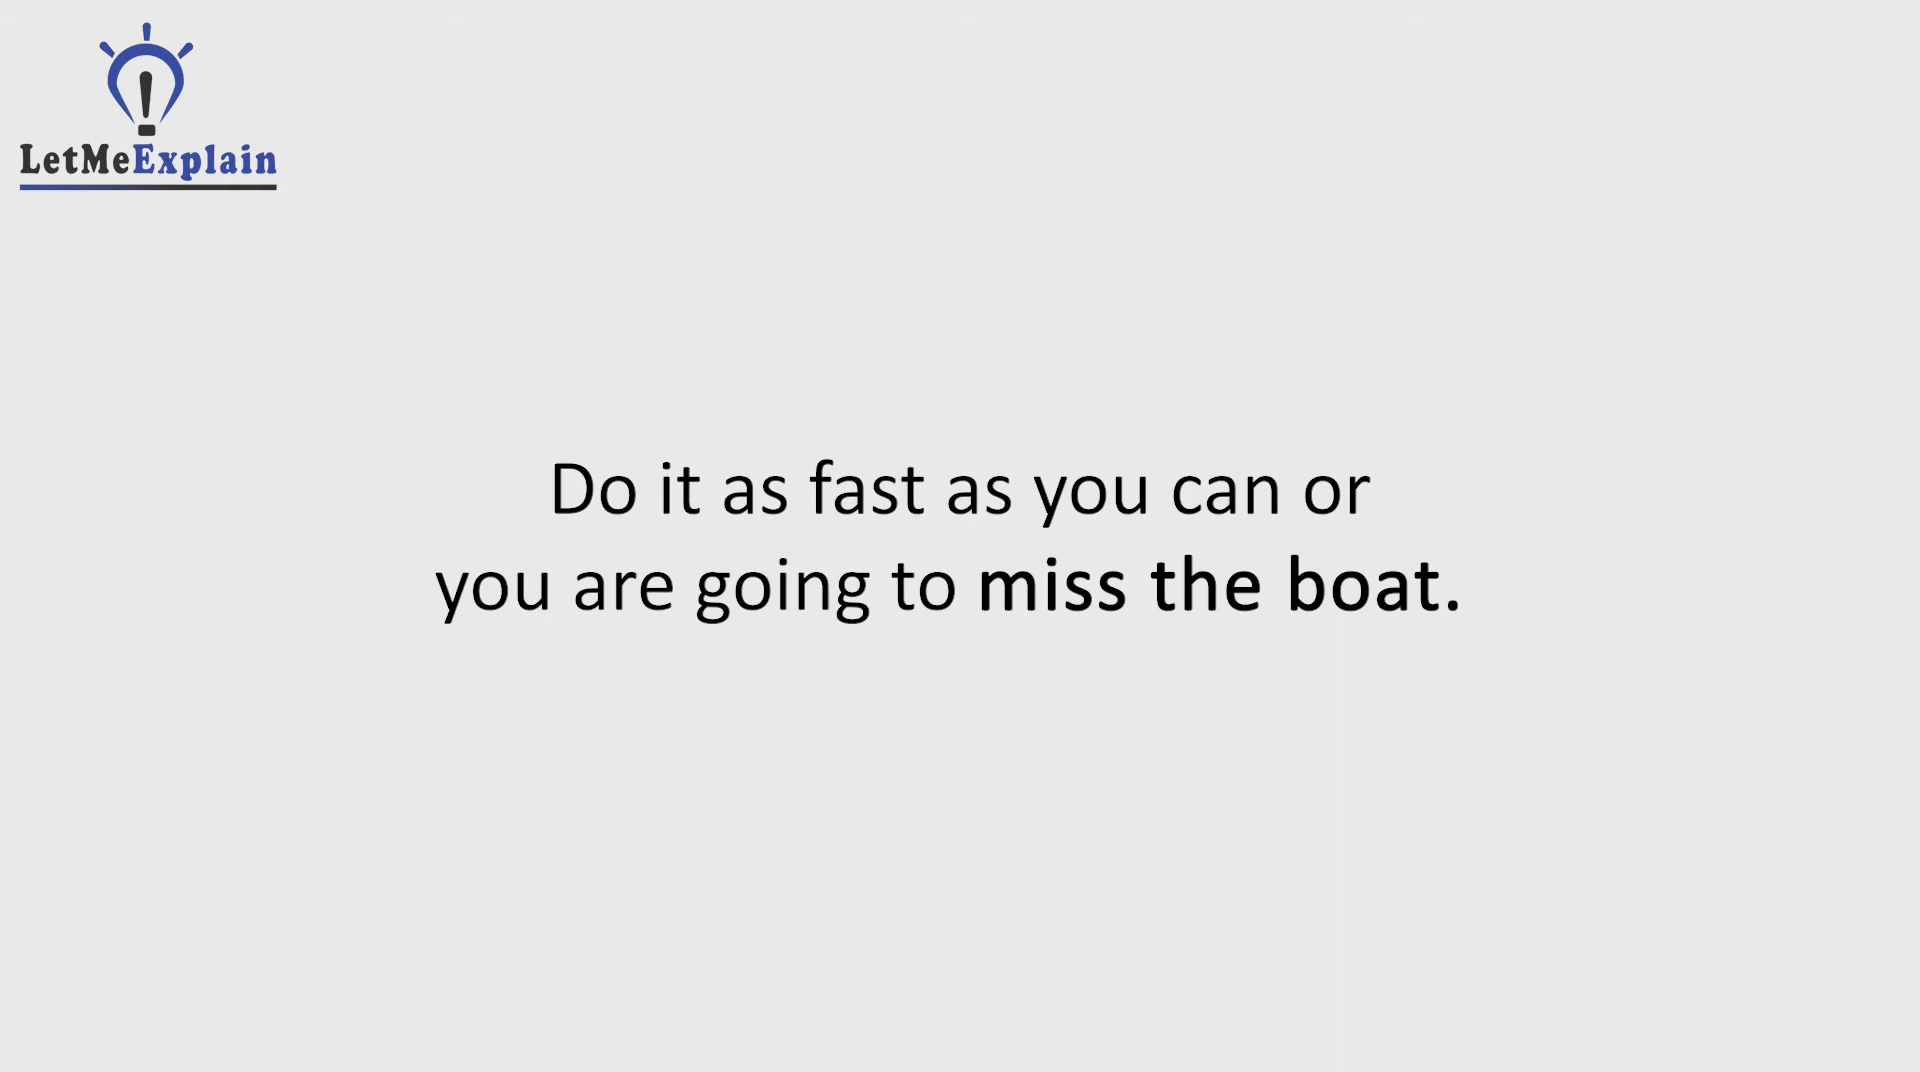 LetMeExplain
Do it as fast as you can or
you are going to miss the boat.